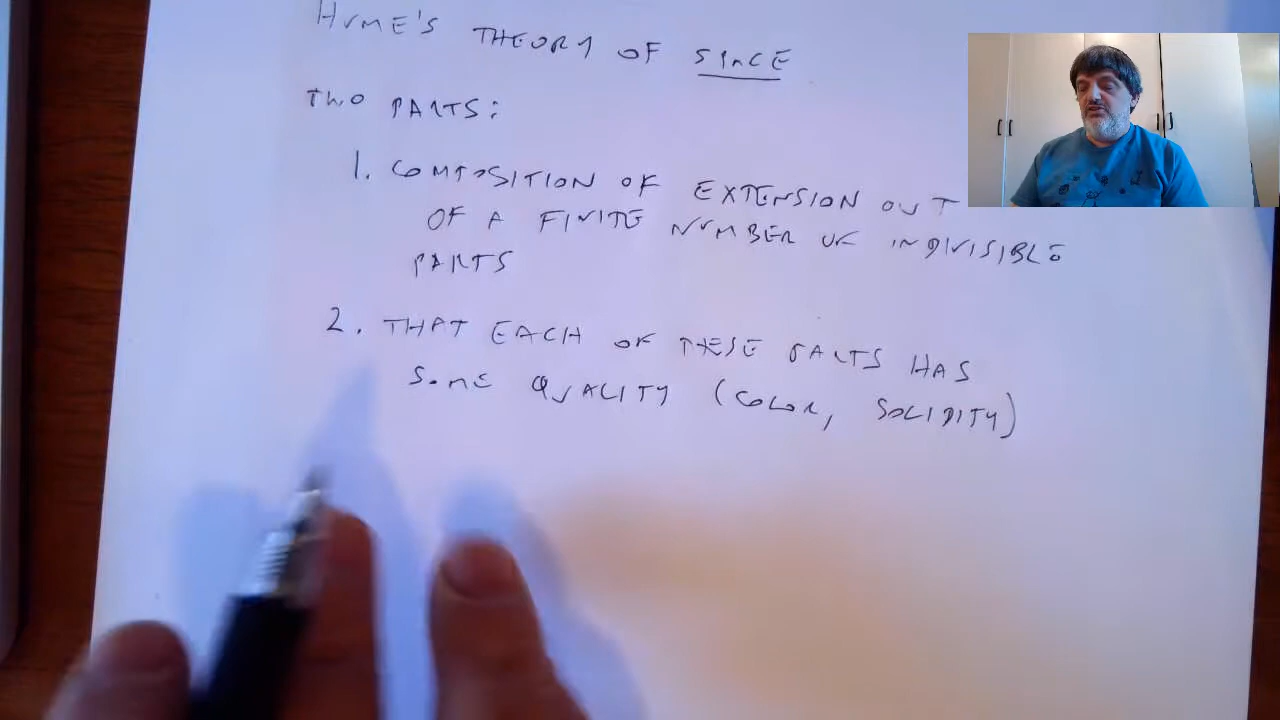 HUME'S THEORY OF SPACE
TWO PARTS:
1. COMPOSITION OF EXTENSION OUT
OF A FINITE NUMBER OF INDIVISIBLE
PARTS
2. THAT EACH OF THESE PARTS HAS
SOME QUALITY (COLOR, SOLIDITY)